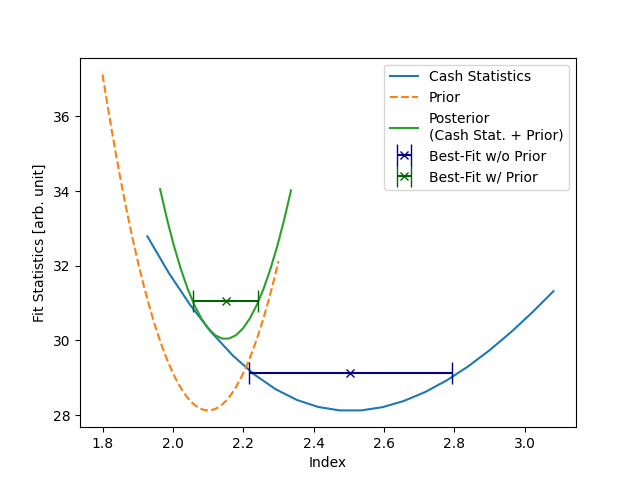 Cash Statistics
Prior
Posterior
(Cash Stat. + Prior)
Best-Fit w/o Prior
Best-Fit w/ Prior
Fit Statistics [arb. unit]
36
34
32
30
28
1.8 2.0 2.2 2.4 2.6 2.8 3.0
Index